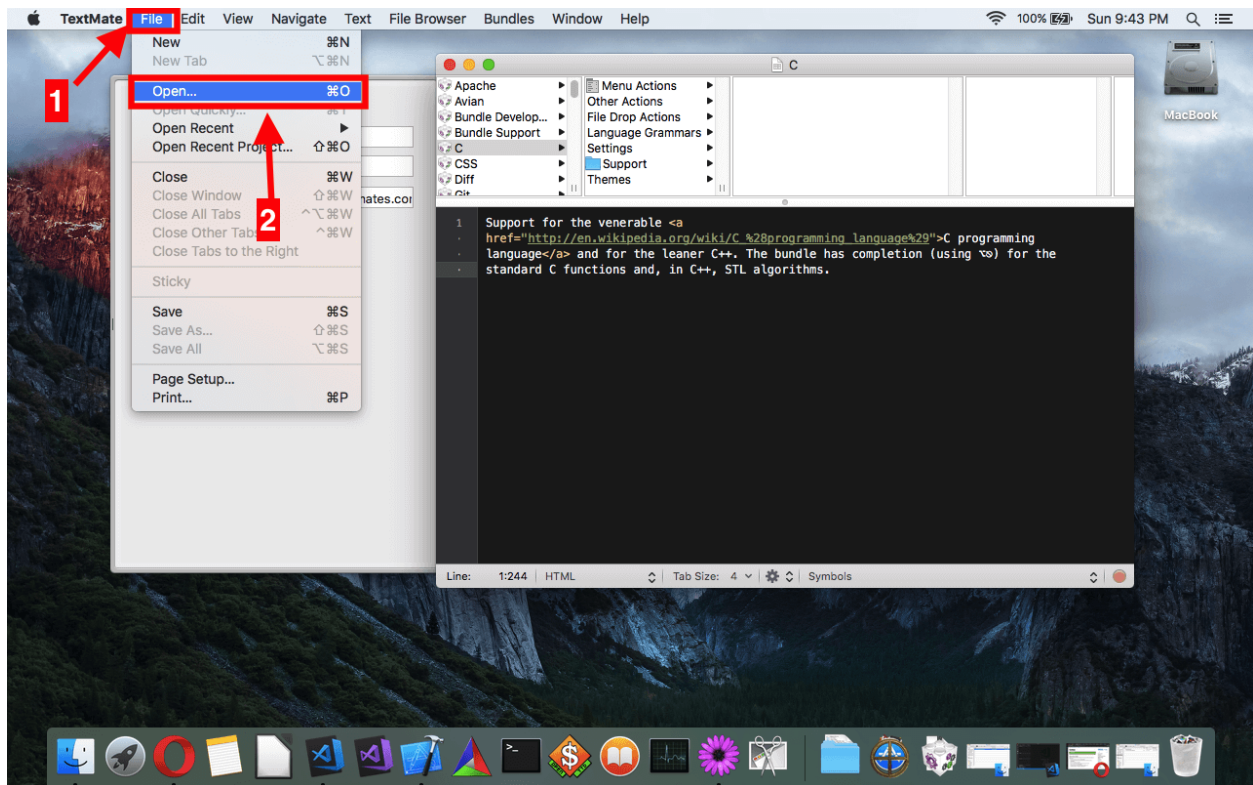 TextMate File Edit View Navigate Text File Browser Bundles Window Help
100% Sun 9:43 PM
1
New ⌘N
New Tab ⌥⌘N
Open... ⌘O
Open Quickly... ⌘T
Open Recent
Open Recent Project... ⇧⌘O
Close ⌘W
Close Window ⇧⌘W
Close All Tabs ^⌥⌘W
Close Other Tabs ^⌘W
Close Tabs to the Right
Sticky
Save ⌘S
Save As... ⇧⌘S
Save All ⌥⌘S
Page Setup...
Print... ⌘P
2
C
Apache
Avian
Bundle Develop...
Bundle Support
C
CSS
Diff
Git
Menu Actions
Other Actions
File Drop Actions
Language Grammars
Settings
Support
Themes
1 Support for the venerable <a
href="http://en.wikipedia.org/wiki/C_%28programming_language%29">C programming
language</a> and for the leaner C++. The bundle has completion (using ⌥⎋) for the
standard C functions and, in C++, STL algorithms.
Line: 1:244 HTML Tab Size: 4 Symbols
MacBook